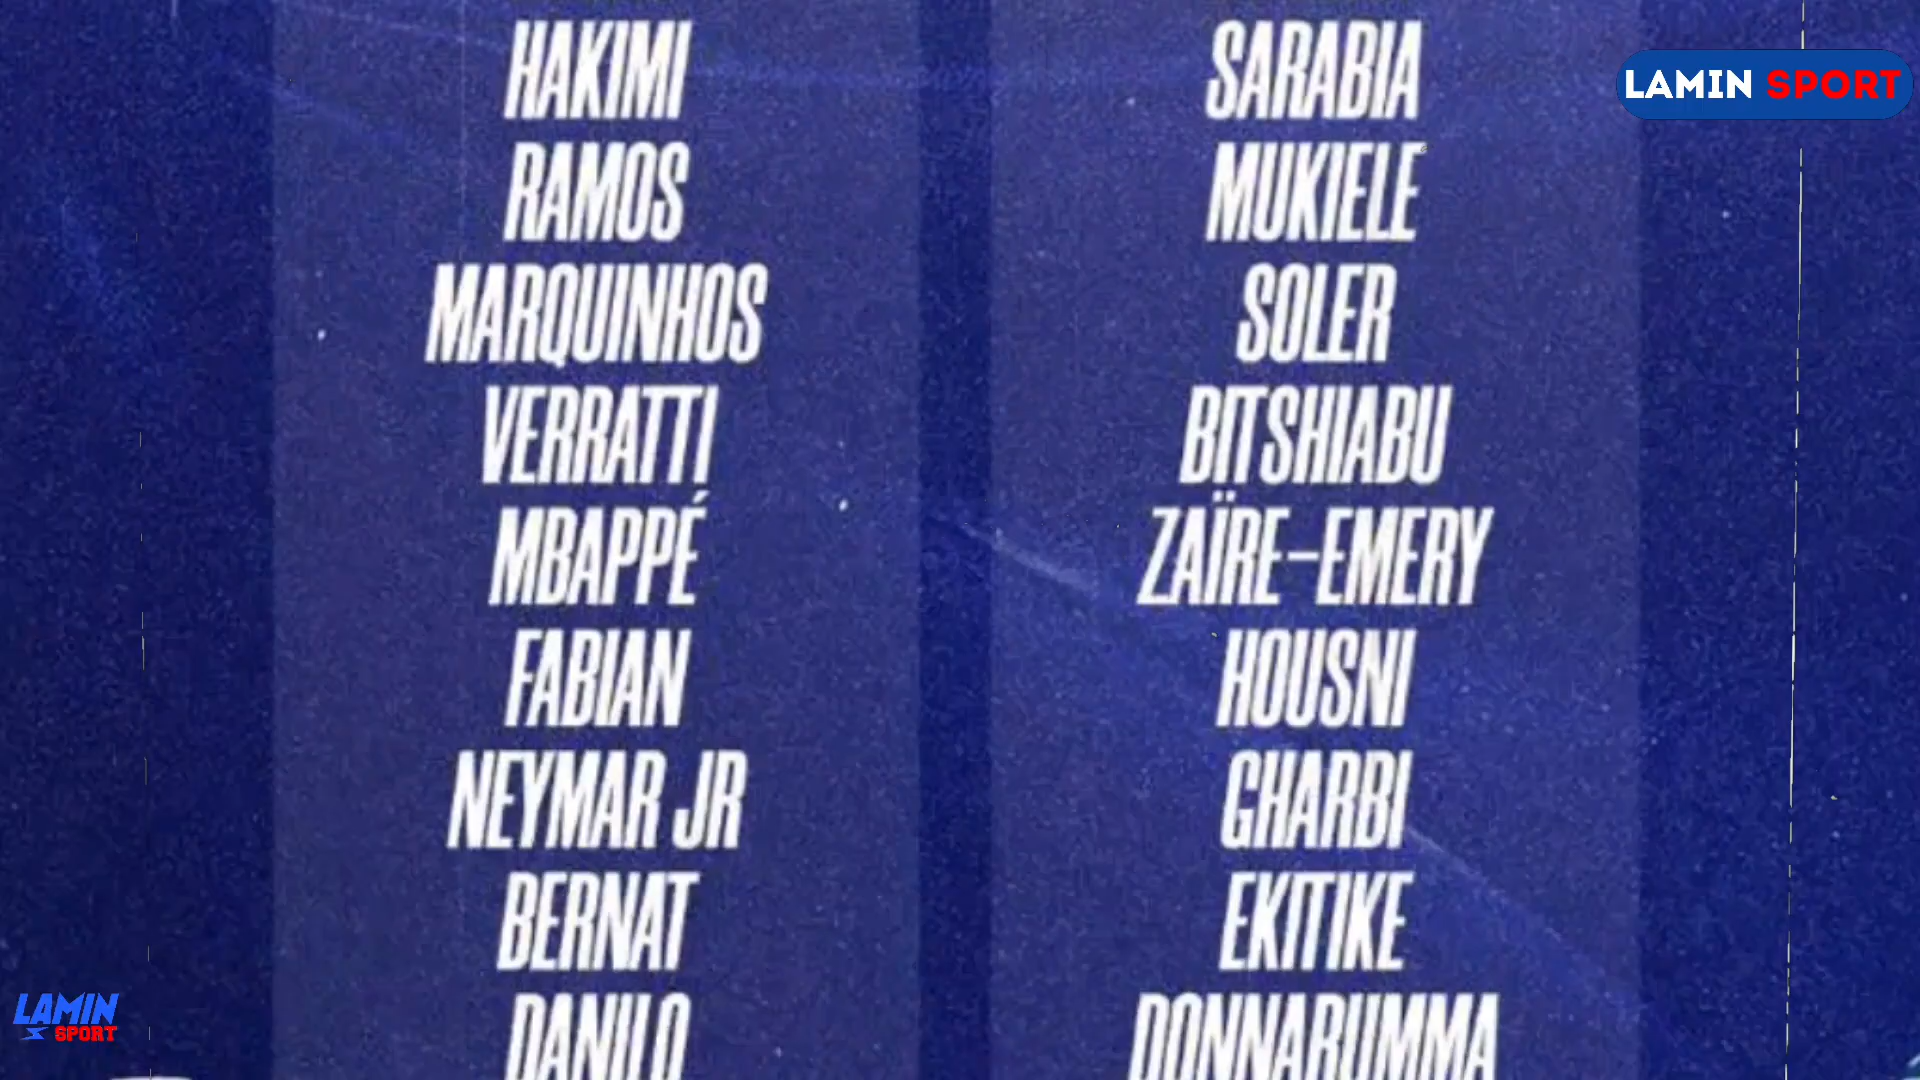 HAKIMI
RAMOS
MARQUINHOS
VERRATTI
MBAPPÉ
FABIAN
NEYMAR JR
BERNAT
DANILO
SARABIA
MUKIELE
SOLER
BITSHIABU
ZAÏRE-EMERY
HOUSNI
GHARBI
EKITIKE
DONNARUMMA
LAMIN SPORT
LAMIN
SPORT